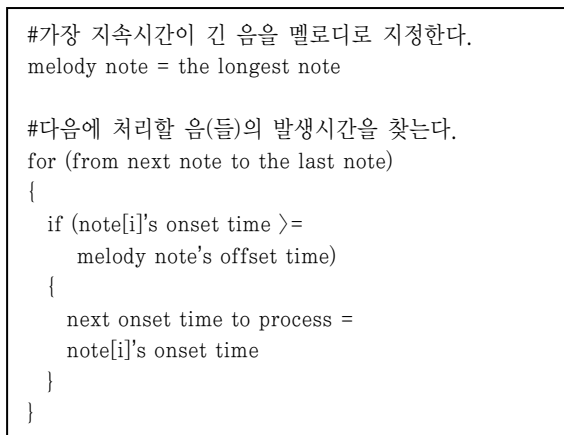 #가장 지속시간이 긴 음을 멜로디로 지정한다.
melody note = the longest note
#다음에 처리할 음(들)의 발생시간을 찾는다.
for (from next note to the last note)
{
if (note[i]'s onset time >=
melody note's offset time)
{
next onset time to process =
note[i]'s onset time
}
}